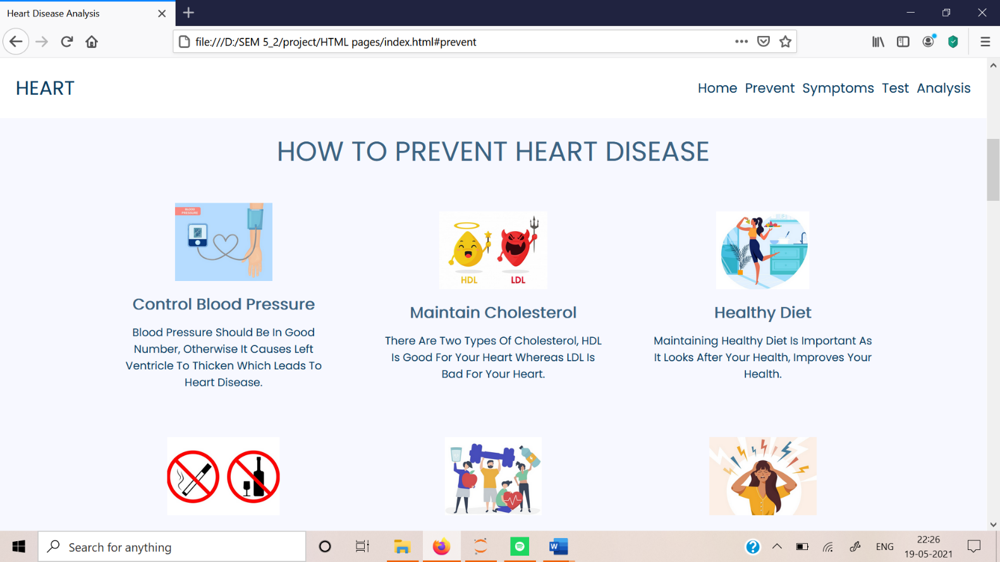 Heart Disease Analysis
file:///D:/SEM 5_2/project/HTML pages/index.html#prevent
HEART
Home Prevent Symptoms Test Analysis
HOW TO PREVENT HEART DISEASE
BLOOD
PRESSURE
HDL
LDL
Control Blood Pressure
Blood Pressure Should Be In Good
Number, Otherwise It Causes Left
Ventricle To Thicken Which Leads To
Heart Disease.
Maintain Cholesterol
There Are Two Types Of Cholesterol, HDL
Is Good For Your Heart Whereas LDL Is
Bad For Your Heart.
Healthy Diet
Maintaining Healthy Diet Is Important As
It Looks After Your Health, Improves Your
Health.
Search for anything
ENG
22:26
19-05-2021